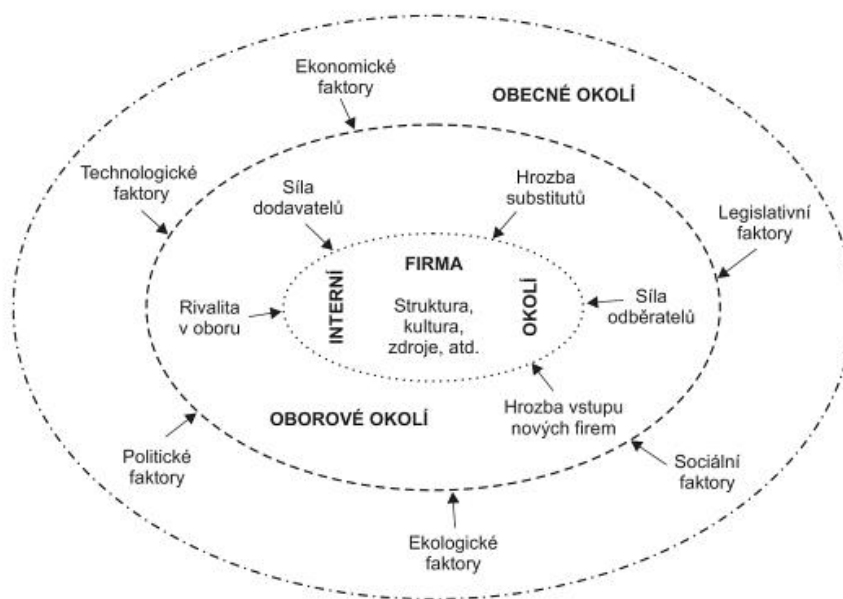 Ekonomické
faktory
OBECNÉ OKOLÍ
Technologické
faktory
Síla
dodavatelů
Hrozba
substitutů
Legislativní
faktory
FIRMA
INTERNÍ
OKOLÍ
Struktura,
kultura,
zdroje, atd.
Rivalita
v oboru
Síla
odběratelů
OBOROVÉ OKOLÍ
Hrozba vstupu
nových firem
Politické
faktory
Sociální
faktory
Ekologické
faktory